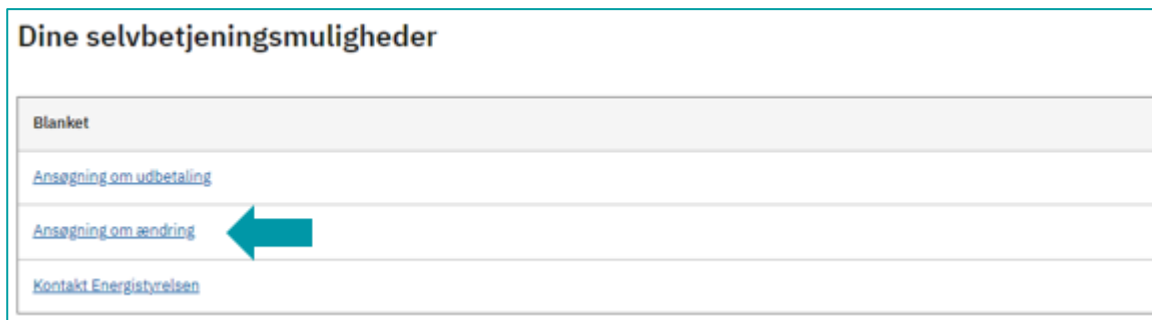 Dine selvbetjeningsmuligheder
Blanket
Ansøgning om udbetaling
Ansøgning om ændring
Kontakt Energistyrelsen